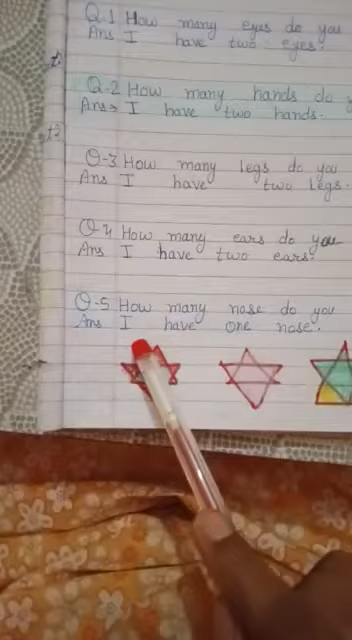 Q.1 How many eyes do you
Ans I have two eyes.
Q-2 How many hands do y
Ans→ I have two hands.
Q-3 How many legs do you
Ans I have two legs.
Q-4 How many ears do you
Ans I have two ears.
Q-5 How many nose do you
Ans I have one nose.